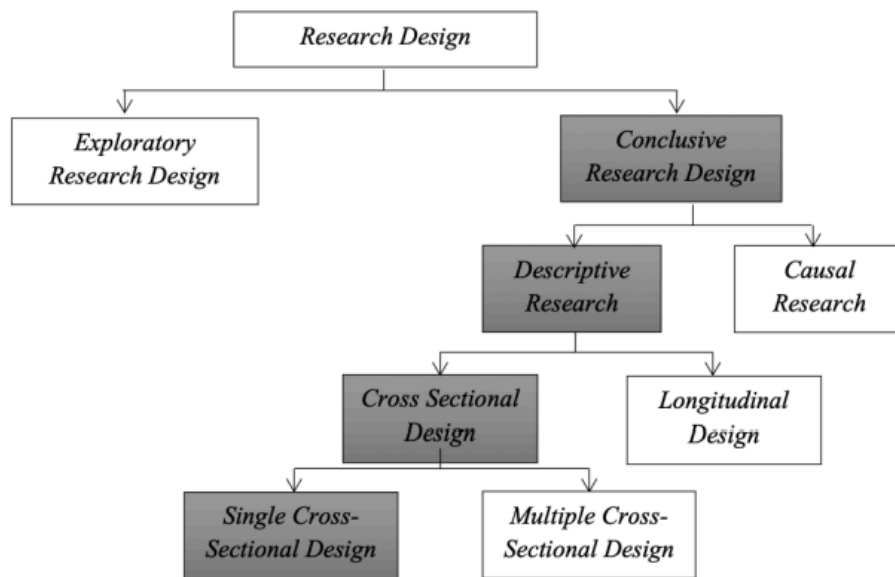 Research Design
Exploratory
Research Design
Conclusive
Research Design
Descriptive
Research
Causal
Research
Cross Sectional
Design
Longitudinal
Design
Single Cross-
Sectional Design
Multiple Cross-
Sectional Design